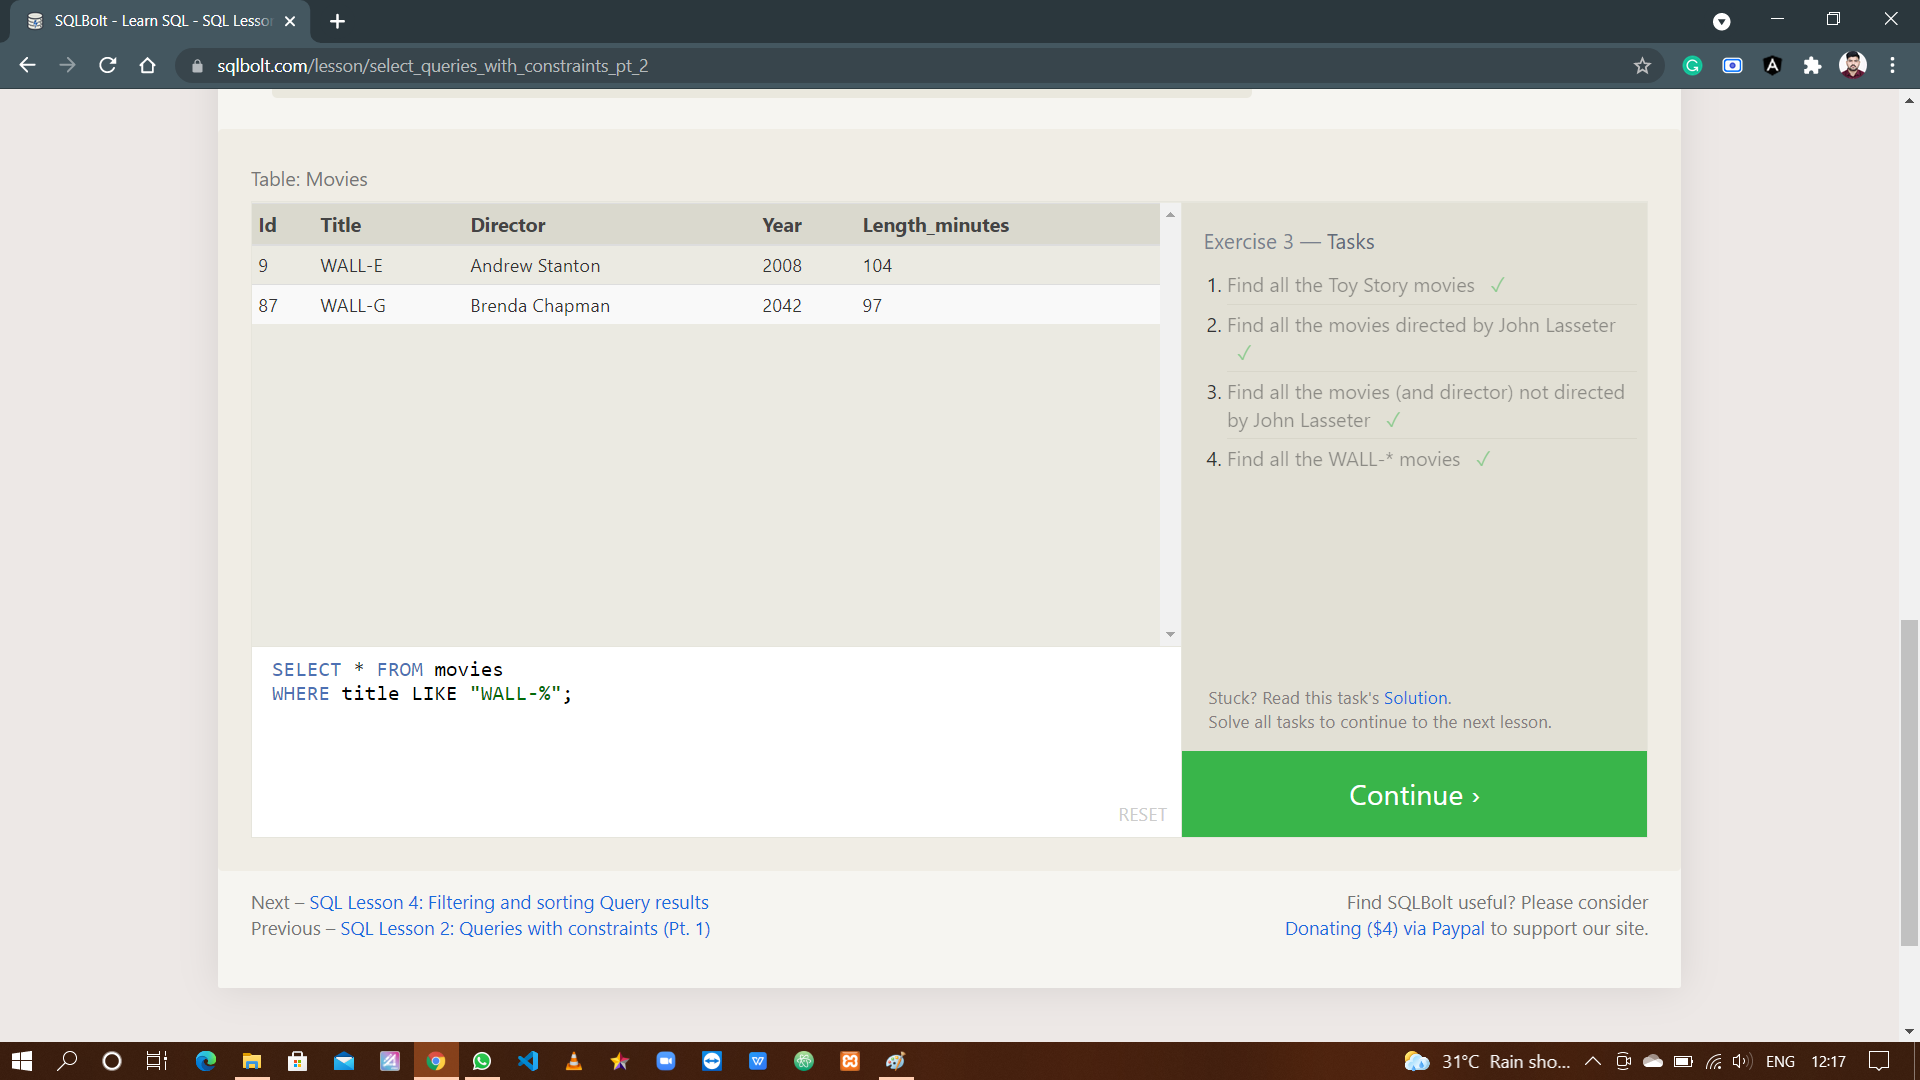 SQLBolt - Learn SQL - SQL Lesso
sqlbolt.com/lesson/select_queries_with_constraints_pt_2
Table: Movies
Id Title Director Year Length_minutes
9 WALL-E Andrew Stanton 2008 104
87 WALL-G Brenda Chapman 2042 97
Exercise 3 — Tasks
1. Find all the Toy Story movies ✓
2. Find all the movies directed by John Lasseter
✓
3. Find all the movies (and director) not directed
by John Lasseter ✓
4. Find all the WALL-* movies ✓
SELECT * FROM movies
WHERE title LIKE "WALL-%";
RESET
Stuck? Read this task's Solution.
Solve all tasks to continue to the next lesson.
Continue ›
Next – SQL Lesson 4: Filtering and sorting Query results
Previous – SQL Lesson 2: Queries with constraints (Pt. 1)
Find SQLBolt useful? Please consider
Donating ($4) via Paypal to support our site.
31°C Rain sho... ENG 12:17